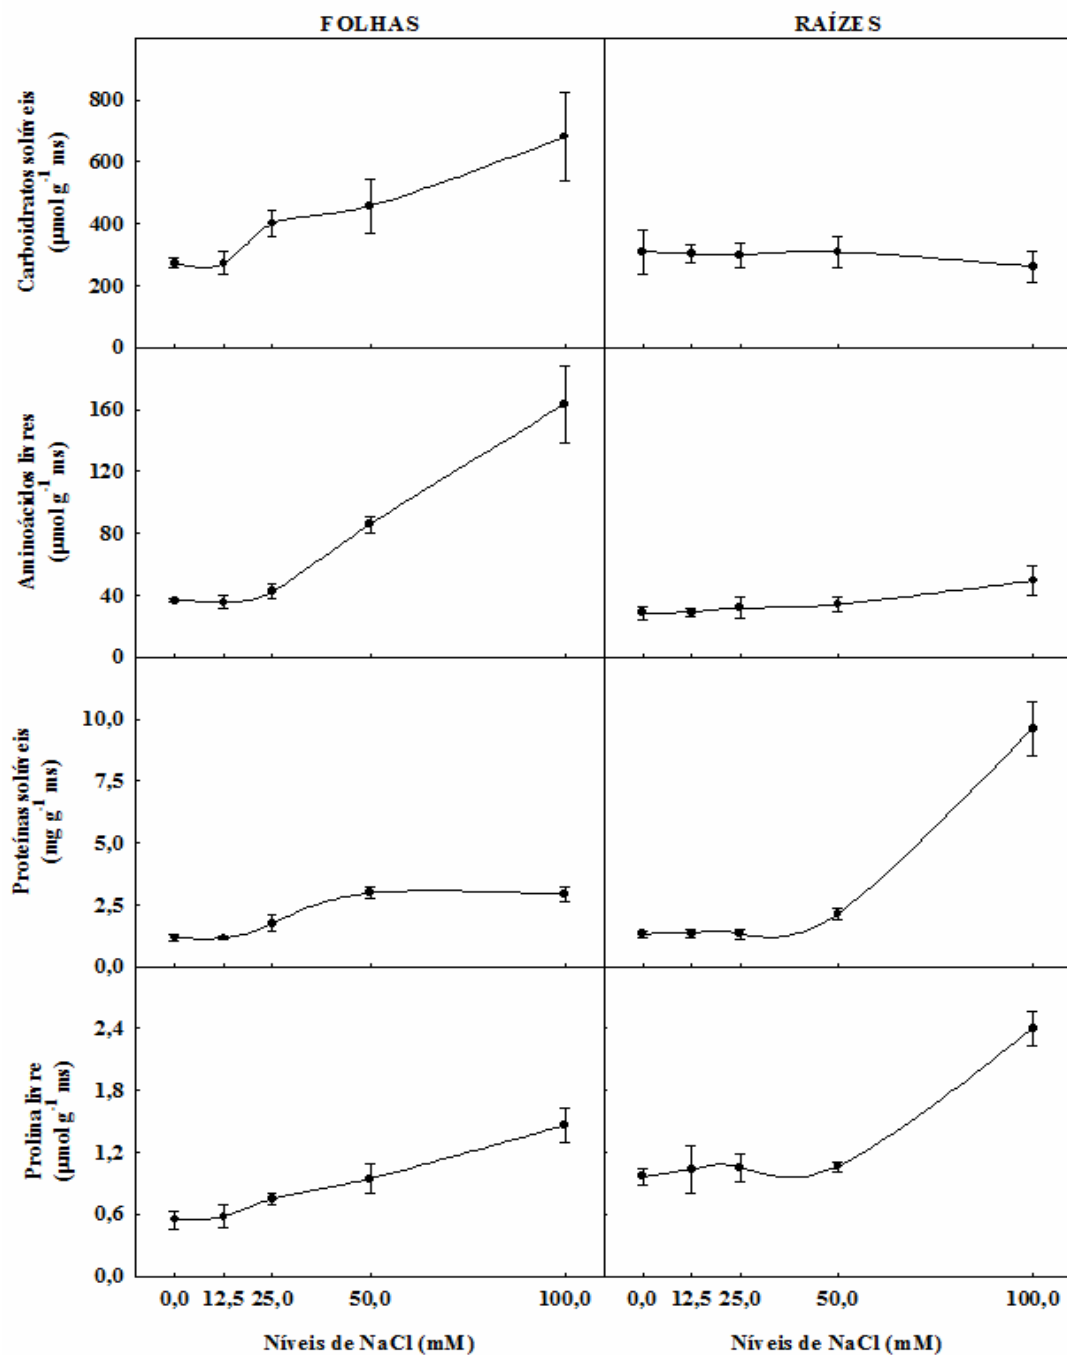 FOLHAS
RAÍZES
Carboidratos solúveis
(µmol g-1 ms)
800
600
400
200
0
Aminoácidos livres
(µmol g-1 ms)
160
120
80
40
0
Proteínas solúveis
(mg g-1 ms)
10,0
7,5
5,0
2,5
0,0
Prolina livre
(µmol g-1 ms)
2,4
1,8
1,2
0,6
0,0
0,0 12,5 25,0 50,0 100,0
0,0 12,5 25,0 50,0 100,0
Níveis de NaCl (mM)
Níveis de NaCl (mM)